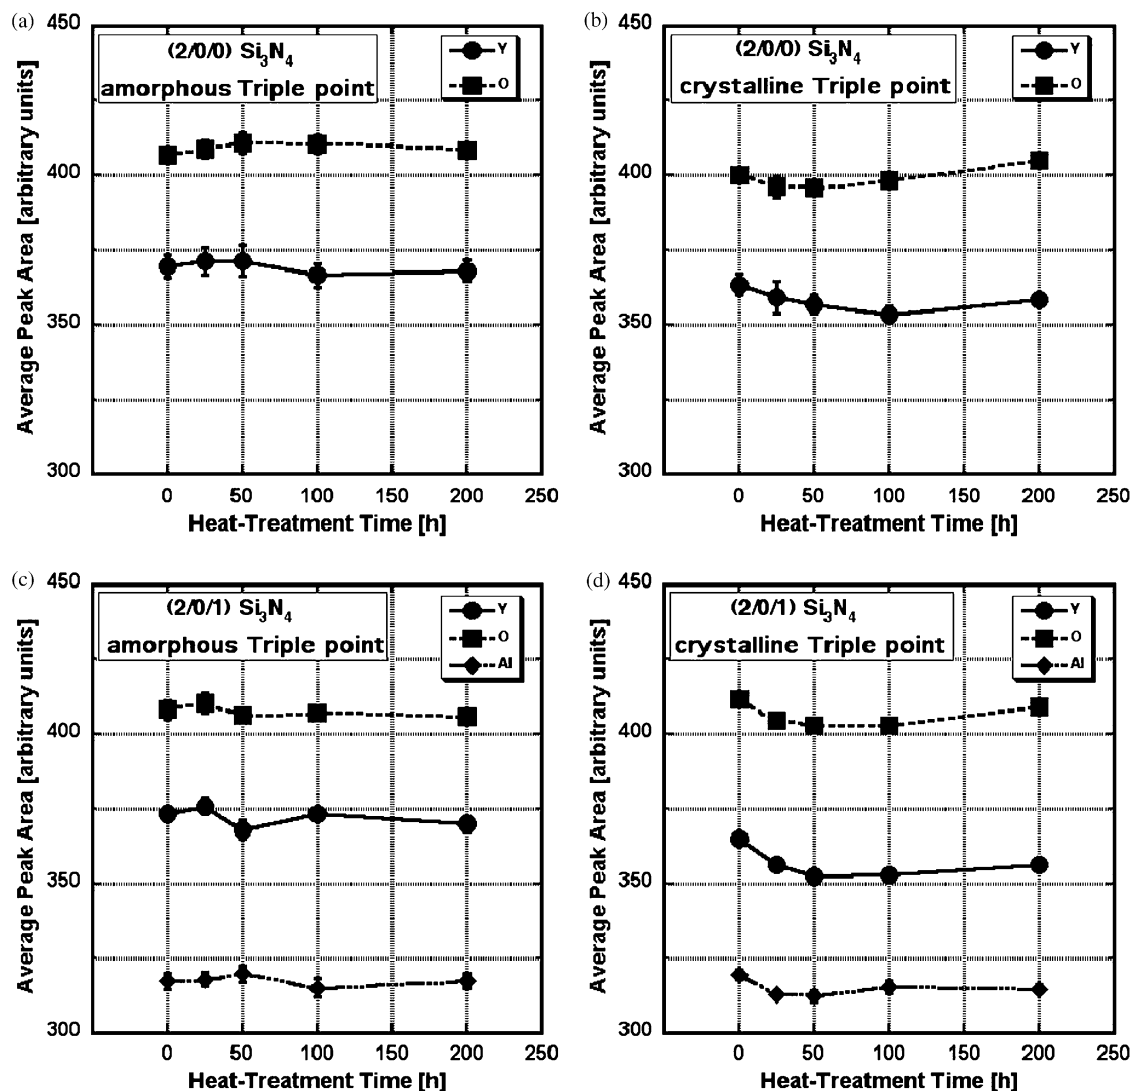 (a)
450
400
350
300
Average Peak Area [arbitrary units]
(2/0/0) Si3N4
amorphous Triple point
Y
O
0 50 100 150 200 250
Heat-Treatment Time [h]
(b)
450
400
350
300
Average Peak Area [arbitrary units]
(2/0/0) Si3N4
crystalline Triple point
Y
O
0 50 100 150 200 250
Heat-Treatment Time [h]
(c)
450
400
350
300
Average Peak Area [arbitrary units]
(2/0/1) Si3N4
amorphous Triple point
Y
O
Al
0 50 100 150 200 250
Heat-Treatment Time [h]
(d)
450
400
350
300
Average Peak Area [arbitrary units]
(2/0/1) Si3N4
crystalline Triple point
Y
O
Al
0 50 100 150 200 250
Heat-Treatment Time [h]